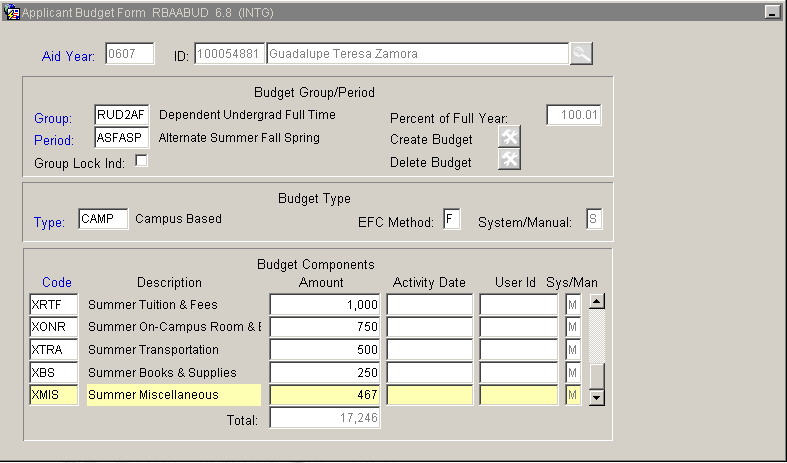 Applicant Budget Form RBAABUD 6.8 (INTG)
Aid Year: 0607 ID: 100054881 Guadalupe Teresa Zamora
Budget Group/Period
Group: RUD2AF Dependent Undergrad Full Time Percent of Full Year: 100.01
Period: ASFASP Alternate Summer Fall Spring Create Budget
Group Lock Ind: Delete Budget
Budget Type
Type: CAMP Campus Based EFC Method: F System/Manual: S
Budget Components
Code Description Amount Activity Date User Id Sys/Man
XRTF Summer Tuition & Fees 1,000 M
XONR Summer On-Campus Room & 750 M
XTRA Summer Transportation 500 M
XBS Summer Books & Supplies 250 M
XMIS Summer Miscellaneous 467 M
Total: 17,246